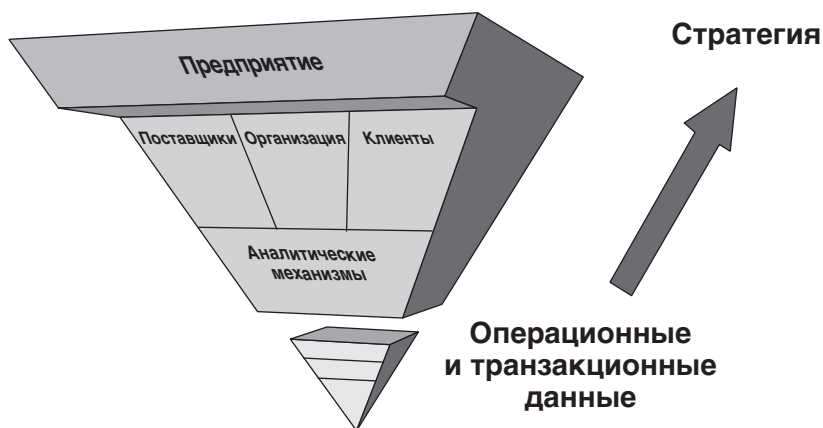 Стратегия
Предприятие
Поставщики
Организация
Клиенты
Аналитические
механизмы
Операционные
и транзакционные
данные